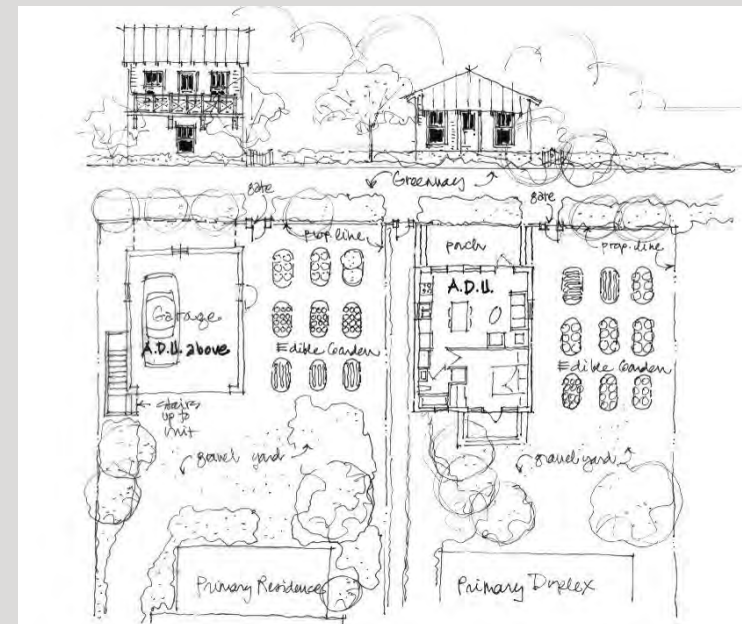 Greenway
gate
gate
prop. line
porch
prop. line
A.D.U.
Garage
A.D.U. above
Edible Garden
Edible Garden
stairs
up to
unit
gravel yard
gravel yard
Primary Residence
Primary Duplex